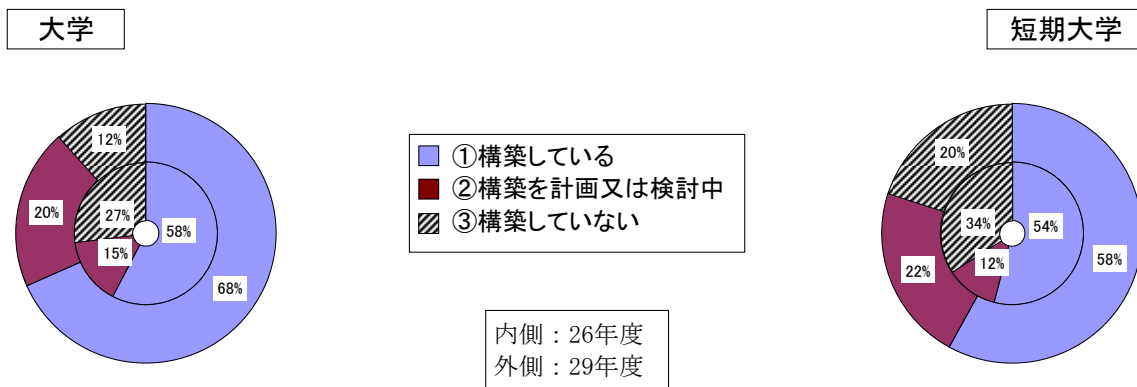 大学
短期大学
12%
20%
27%
15%
58%
68%
①構築している
②構築を計画又は検討中
③構築していない
20%
34%
54%
12%
22%
58%
内側：26年度
外側：29年度